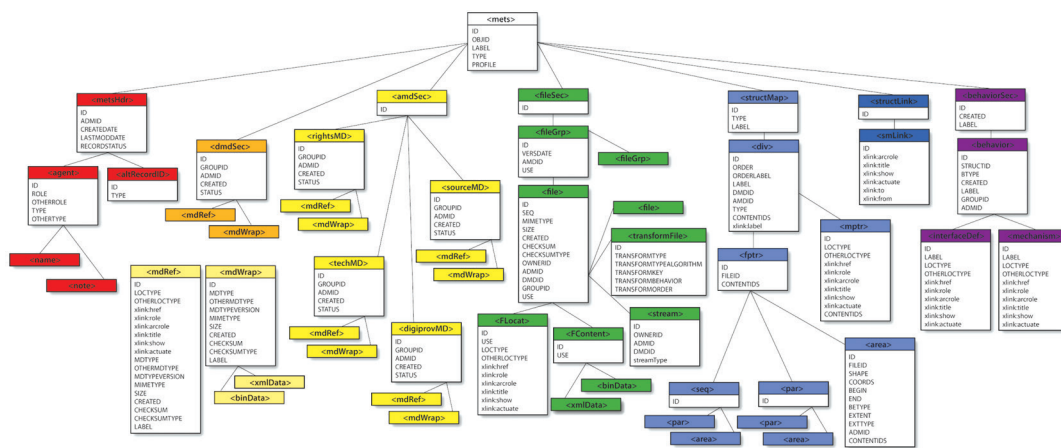 <mets>
ID
OBJID
LABEL
TYPE
PROFILE
<metsHdr>
ID
ADMID
CREATEDATE
LASTMODDATE
RECORDSTATUS
<agent>
ID
ROLE
OTHERROLE
TYPE
OTHERTYPE
<altRecordID>
ID
TYPE
<name>
<note>
<dmdSec>
ID
GROUPID
ADMID
CREATED
STATUS
<mdRef>
<mdWrap>
<mdRef>
ID
LOCTYPE
OTHERLOCTYPE
xlink:href
xlink:role
xlink:arcrole
xlink:title
xlink:show
xlink:actuate
MDTYPE
OTHERMDTYPE
MDTYPEVERSION
MIMETYPE
SIZE
CREATED
CHECKSUM
CHECKSUMTYPE
LABEL
<mdWrap>
ID
MDTYPE
OTHERMDTYPE
MDTYPEVERSION
MIMETYPE
SIZE
CREATED
CHECKSUM
CHECKSUMTYPE
LABEL
<xmlData>
<binData>
<amdSec>
ID
<rightsMD>
ID
GROUPID
ADMID
CREATED
STATUS
<mdRef>
<mdWrap>
<sourceMD>
ID
GROUPID
ADMID
CREATED
STATUS
<mdRef>
<mdWrap>
<techMD>
ID
GROUPID
ADMID
CREATED
STATUS
<mdRef>
<mdWrap>
<digiprovMD>
ID
GROUPID
ADMID
CREATED
STATUS
<mdRef>
<mdWrap>
<fileSec>
ID
<fileGrp>
ID
VERSDATE
AMDID
USE
<fileGrp>
<file>
ID
SEQ
MIMETYPE
SIZE
CREATED
CHECKSUM
CHECKSUMTYPE
OWNERID
ADMID
DMDID
GROUPID
USE
<file>
<transformFile>
TRANSFORMTYPE
TRANSFORMTYPEALGORITHM
TRANSFORMKEY
TRANSFORMBEHAVIOR
TRANSFORMORDER
<stream>
ID
OWNERID
ADMID
DMDID
streamType
<FLocat>
ID
USE
LOCTYPE
OTHERLOCTYPE
xlink:href
xlink:role
xlink:arcrole
xlink:title
xlink:show
xlink:actuate
<FContent>
ID
USE
<binData>
<xmlData>
<structMap>
ID
TYPE
LABEL
<div>
ID
ORDER
ORDERLABEL
LABEL
DMDID
AMDID
TYPE
CONTENTIDS
xlink:label
<fptr>
ID
FILEID
CONTENTIDS
<mptr>
ID
LOCTYPE
OTHERLOCTYPE
xlink:href
xlink:role
xlink:arcrole
xlink:title
xlink:show
xlink:actuate
CONTENTIDS
<seq>
ID
<par>
<area>
<par>
ID
<par>
<area>
<area>
ID
FILEID
SHAPE
COORDS
BEGIN
END
BETYPE
EXTENT
EXTTYPE
ADMID
CONTENTIDS
<structLink>
ID
<smLink>
ID
xlink:arcrole
xlink:title
xlink:show
xlink:actuate
xlink:to
xlink:from
<behaviorSec>
ID
CREATED
LABEL
<behavior>
ID
STRUCTID
BTYPE
CREATED
LABEL
GROUPID
ADMID
<interfaceDef>
ID
LABEL
LOCTYPE
OTHERLOCTYPE
xlink:href
xlink:role
xlink:arcrole
xlink:title
xlink:show
xlink:actuate
<mechanism>
ID
LABEL
LOCTYPE
OTHERLOCTYPE
xlink:href
xlink:role
xlink:arcrole
xlink:title
xlink:show
xlink:actuate